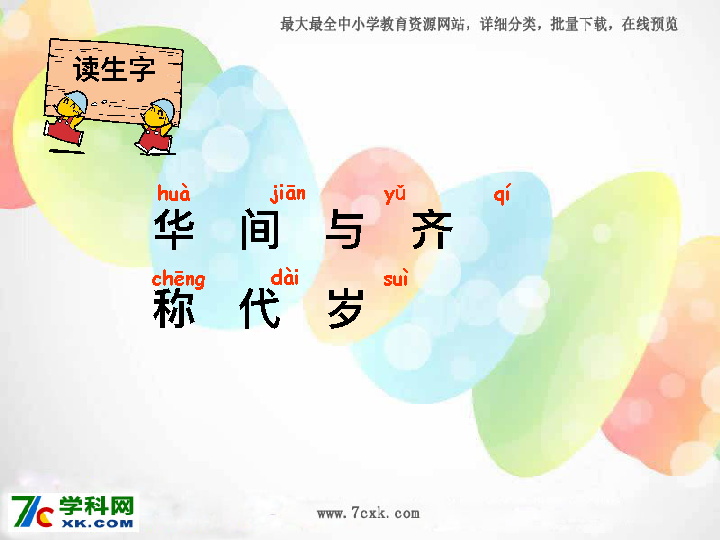 最大最全中小学教育资源网站，详细分类，批量下载，在线预览
读生字
huà jiān yǔ qí
华 间 与 齐
chēng dài suì
称 代 岁
7c 学科网
XK.COM
www.7cxk.com